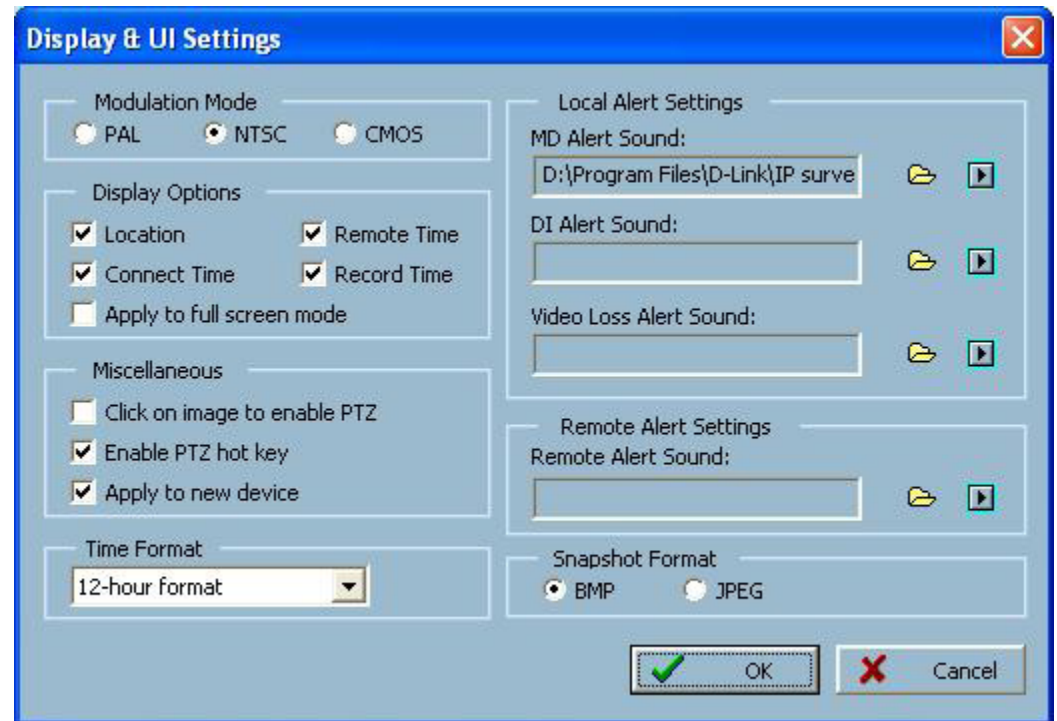 Display & UI Settings
Modulation Mode
PAL NTSC CMOS
Display Options
Location Remote Time
Connect Time Record Time
Apply to full screen mode
Miscellaneous
Click on image to enable PTZ
Enable PTZ hot key
Apply to new device
Time Format
12-hour format
Local Alert Settings
MD Alert Sound:
D:\Program Files\D-Link\IP surve
DI Alert Sound:
Video Loss Alert Sound:
Remote Alert Settings
Remote Alert Sound:
Snapshot Format
BMP JPEG
OK Cancel